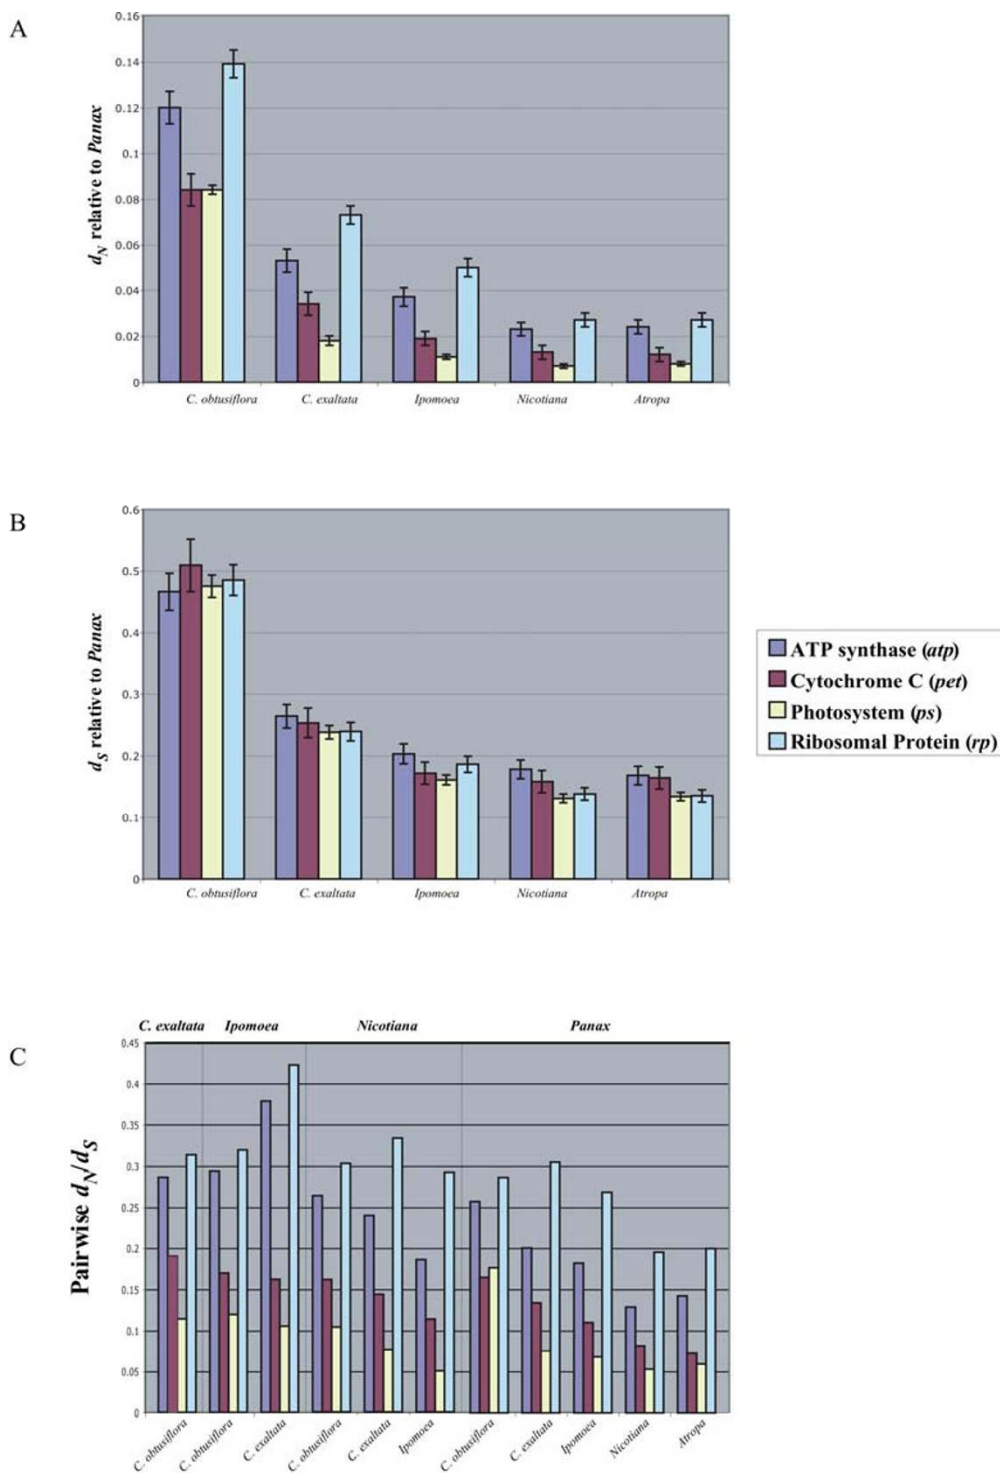 A
0.16
0.14
0.12
0.1
0.08
0.06
0.04
0.02
0
d_N relative to Panax
C. obtusiflora C. exaltata Ipomoea Nicotiana Atropa
B
0.6
0.5
0.4
0.3
0.2
0.1
0
d_S relative to Panax
C. obtusiflora C. exaltata Ipomoea Nicotiana Atropa
ATP synthase (atp)
Cytochrome C (pet)
Photosystem (ps)
Ribosomal Protein (rp)
C. exaltata Ipomoea Nicotiana Panax
C
0.45
0.4
0.35
0.3
0.25
0.2
0.15
0.1
0.05
0
Pairwise d_N/d_S
C. obtusiflora C. obtusiflora C. exaltata C. obtusiflora C. exaltata Ipomoea C. obtusiflora C. exaltata Ipomoea Nicotiana Atropa